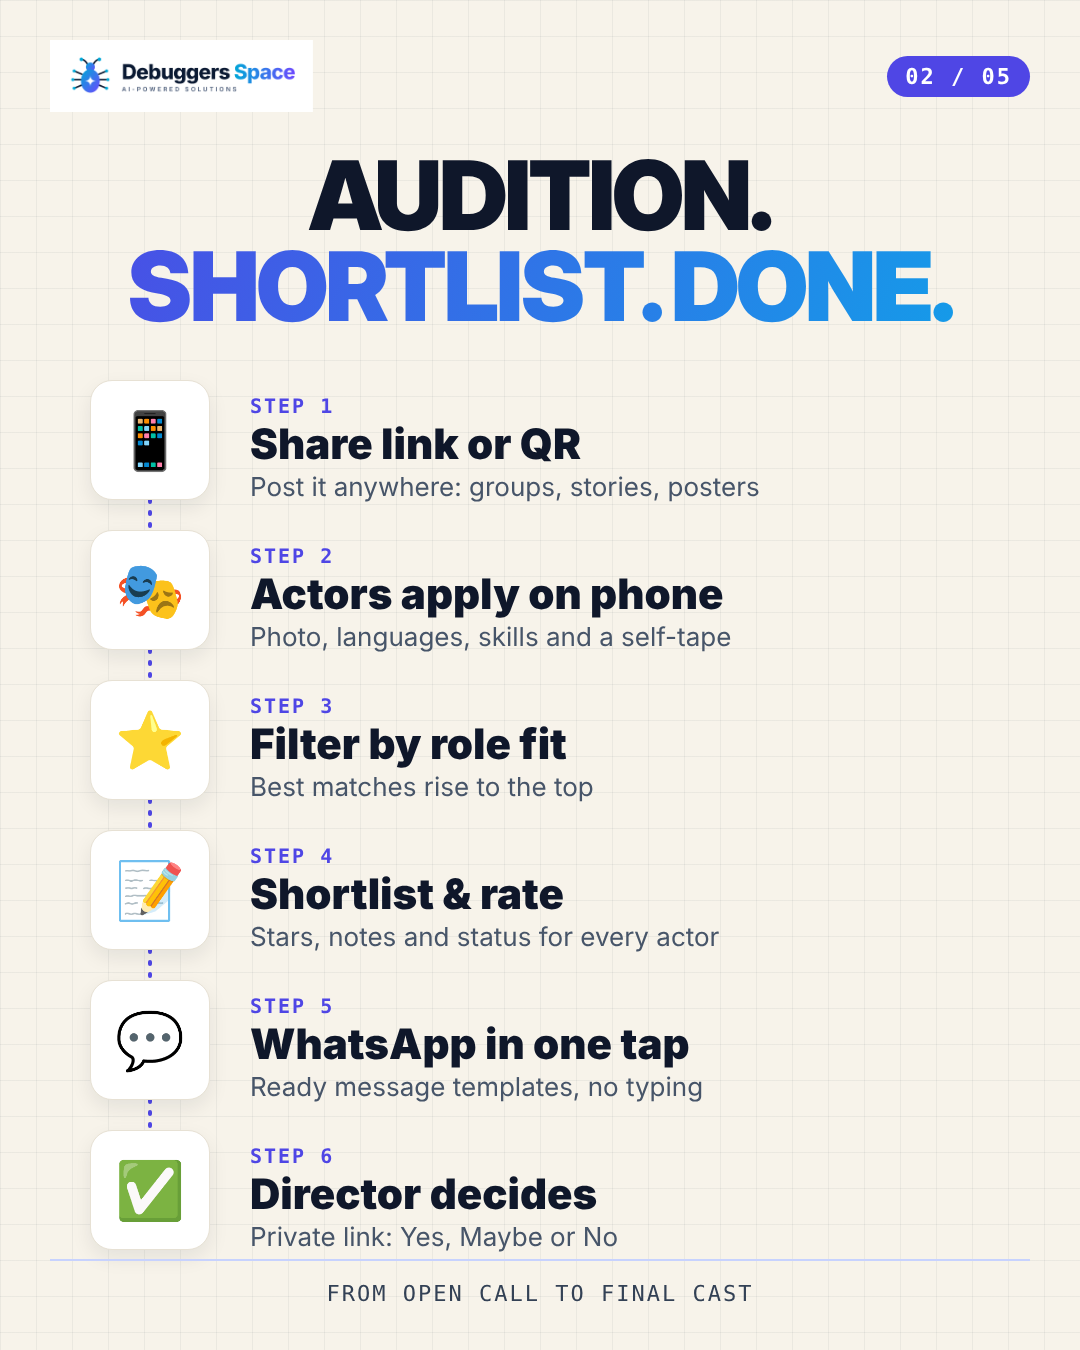 Debuggers Space
AI-POWERED SOLUTIONS
02 / 05
AUDITION.
SHORTLIST. DONE.
STEP 1
Share link or QR
Post it anywhere: groups, stories, posters
STEP 2
Actors apply on phone
Photo, languages, skills and a self-tape
STEP 3
Filter by role fit
Best matches rise to the top
STEP 4
Shortlist & rate
Stars, notes and status for every actor
STEP 5
WhatsApp in one tap
Ready message templates, no typing
STEP 6
Director decides
Private link: Yes, Maybe or No
FROM OPEN CALL TO FINAL CAST